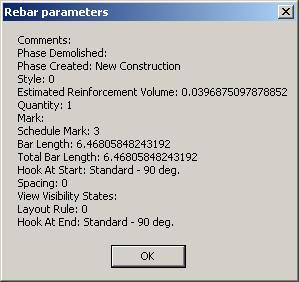 Rebar parameters
Comments:
Phase Demolished:
Phase Created: New Construction
Style: 0
Estimated Reinforcement Volume: 0.0396875097878852
Quantity: 1
Mark:
Schedule Mark: 3
Bar Length: 6.46805848243192
Total Bar Length: 6.46805848243192
Hook At Start: Standard - 90 deg.
Spacing: 0
View Visibility States:
Layout Rule: 0
Hook At End: Standard - 90 deg.
OK